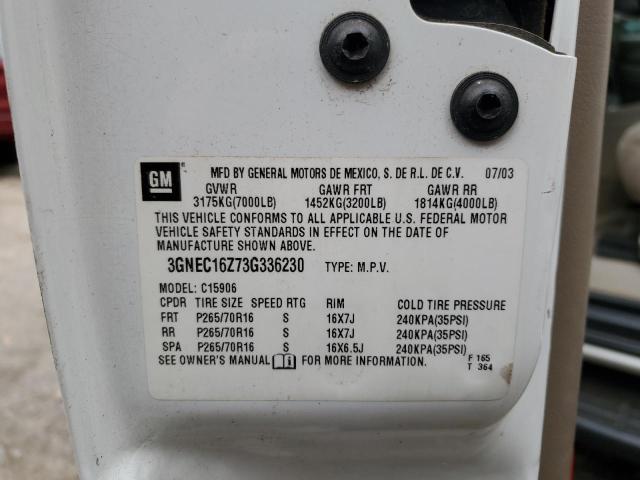 GM MFD BY GENERAL MOTORS DE MEXICO, S. DE R.L. DE C.V. 07/03
GVWR GAWR FRT GAWR RR
3175KG(7000LB) 1452KG(3200LB) 1814KG(4000LB)
THIS VEHICLE CONFORMS TO ALL APPLICABLE U.S. FEDERAL MOTOR
VEHICLE SAFETY STANDARDS IN EFFECT ON THE DATE OF
MANUFACTURE SHOWN ABOVE.
3GNEC16Z73G336230 TYPE: M.P.V.
MODEL: C15906
CPDR TIRE SIZE SPEED RTG RIM COLD TIRE PRESSURE
FRT P265/70R16 S 16X7J 240KPA(35PSI)
RR P265/70R16 S 16X7J 240KPA(35PSI)
SPA P265/70R16 S 16X6.5J 240KPA(35PSI)
SEE OWNER'S MANUAL FOR MORE INFORMATION. F 165
T 364